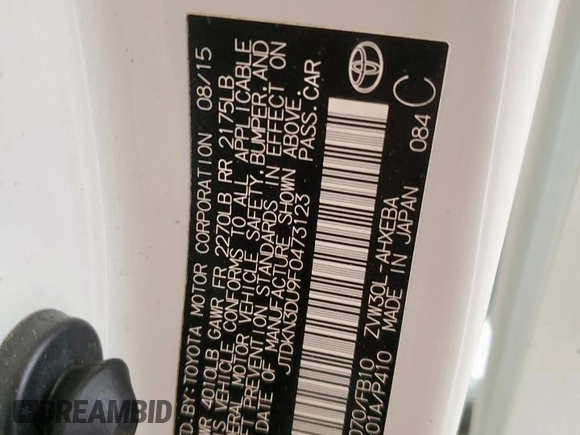 D.BY: TOYOTA MOTOR CORPORATION 08/15
WR 4010LB GAWR FR 2270LB RR 2175LB
S VEHICLE CONFORMS TO ALL APPLICABLE
ERAL MOTOR VEHICLE SAFETY, BUMPER, AND
FT PREVENTION STANDARDS IN EFFECT ON
DATE OF MANUFACTURE SHOWN ABOVE.
JTDKN3DU9F0473123 PASS. CAR
070/FB10 ZVW30L-AHXEBA
01A/P410 MADE IN JAPAN 084
C
DREAMBID